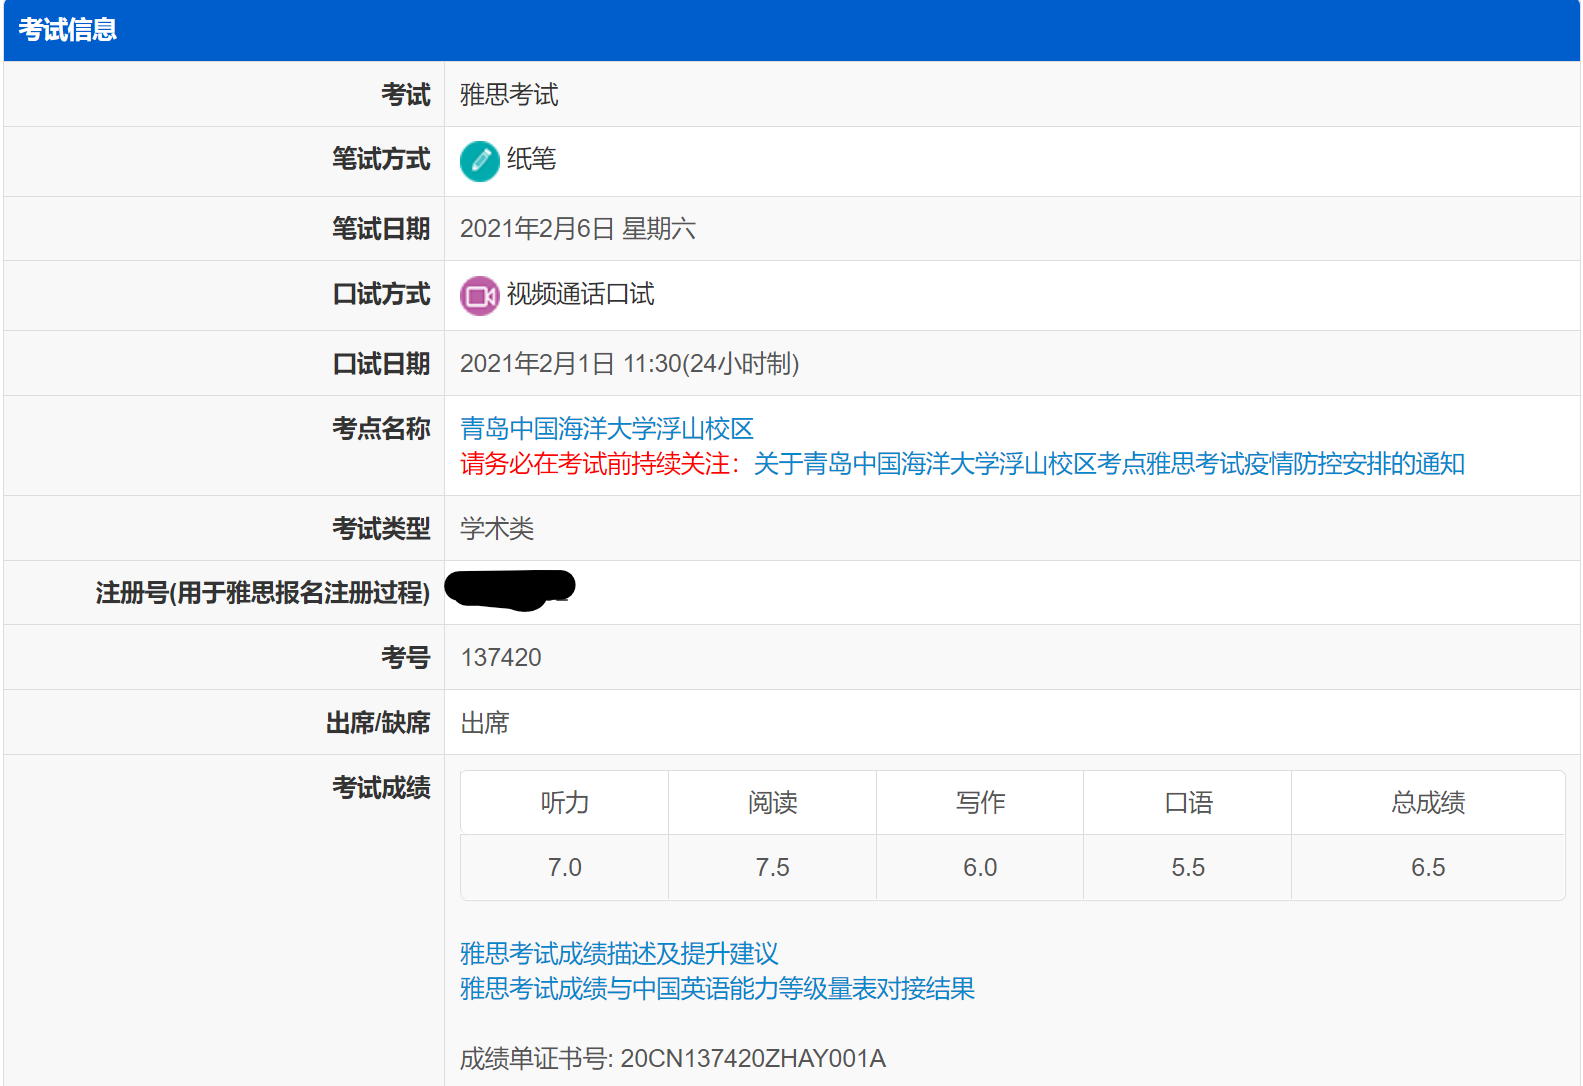 考试信息
考试 雅思考试
笔试方式 纸笔
笔试日期 2021年2月6日 星期六
口试方式 视频通话口试
口试日期 2021年2月1日 11:30(24小时制)
考点名称 青岛中国海洋大学浮山校区
请务必在考试前持续关注：关于青岛中国海洋大学浮山校区考点雅思考试疫情防控安排的通知
考试类型 学术类
注册号(用于雅思报名注册过程)
考号 137420
出席/缺席 出席
考试成绩
听力 阅读 写作 口语 总成绩
7.0 7.5 6.0 5.5 6.5
雅思考试成绩描述及提升建议
雅思考试成绩与中国英语能力等级量表对接结果
成绩单证书号: 20CN137420ZHAY001A